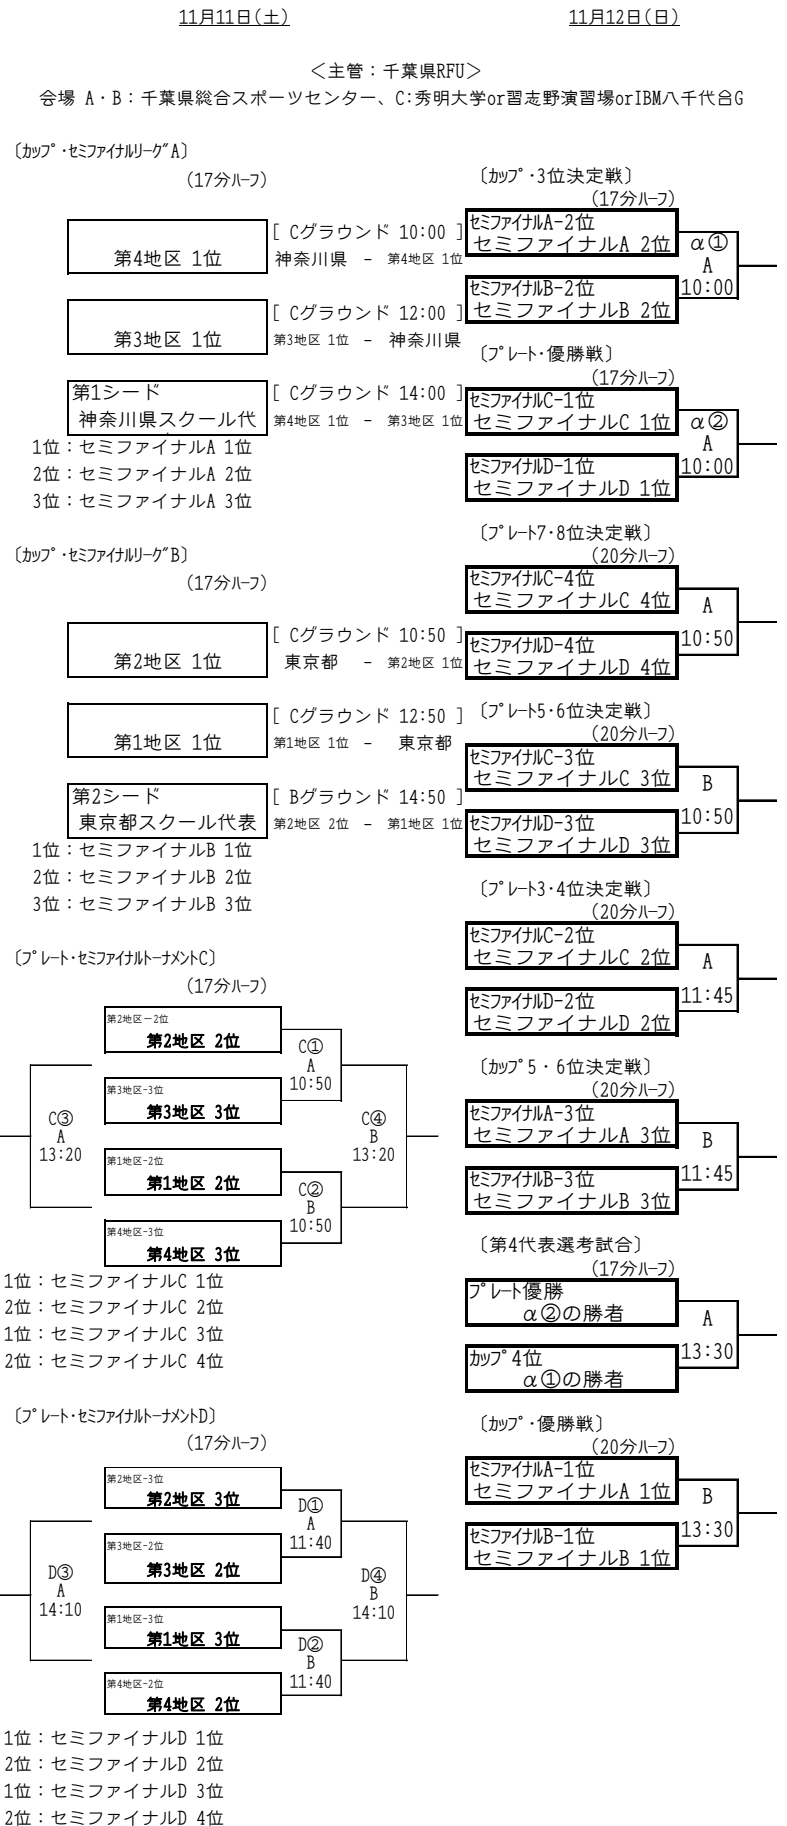 11月11日(土)
11月12日(日)
＜主管：千葉県RFU＞
会場 A・B：千葉県総合スポーツセンター、C:秀明大学or習志野演習場orIBM八千代台G
〔カップ・セミファイナルリーグA〕
(17分ハーフ)
第4地区 1位
[ Cグラウンド 10:00 ]
神奈川県 － 第4地区 1位
第3地区 1位
[ Cグラウンド 12:00 ]
第3地区 1位 － 神奈川県
第1シード
神奈川県スクール代
[ Cグラウンド 14:00 ]
第4地区 1位 － 第3地区 1位
1位：セミファイナルA 1位
2位：セミファイナルA 2位
3位：セミファイナルA 3位
〔カップ・セミファイナルリーグB〕
(17分ハーフ)
第2地区 1位
[ Cグラウンド 10:50 ]
東京都 － 第2地区 1位
第1地区 1位
[ Cグラウンド 12:50 ]
第1地区 1位 － 東京都
第2シード
東京都スクール代表
[ Bグラウンド 14:50 ]
第2地区 2位 － 第1地区 1位
1位：セミファイナルB 1位
2位：セミファイナルB 2位
3位：セミファイナルB 3位
〔プレート・セミファイナルトーナメントC〕
(17分ハーフ)
第2地区－2位
第2地区 2位
C①
A
10:50
第3地区-3位
第3地区 3位
C③
A
13:20
C④
B
13:20
第1地区-2位
第1地区 2位
C②
B
10:50
第4地区-3位
第4地区 3位
1位：セミファイナルC 1位
2位：セミファイナルC 2位
1位：セミファイナルC 3位
2位：セミファイナルC 4位
〔プレート・セミファイナルトーナメントD〕
(17分ハーフ)
第2地区-3位
第2地区 3位
D①
A
11:40
第3地区-2位
第3地区 2位
D③
A
14:10
D④
B
14:10
第1地区-3位
第1地区 3位
D②
B
11:40
第4地区-2位
第4地区 2位
1位：セミファイナルD 1位
2位：セミファイナルD 2位
1位：セミファイナルD 3位
2位：セミファイナルD 4位
〔カップ・3位決定戦〕
(17分ハーフ)
セミファイナルA-2位
セミファイナルA 2位
α①
A
10:00
セミファイナルB-2位
セミファイナルB 2位
〔プレート・優勝戦〕
(17分ハーフ)
セミファイナルC-1位
セミファイナルC 1位
α②
A
10:00
セミファイナルD-1位
セミファイナルD 1位
〔プレート7・8位決定戦〕
(20分ハーフ)
セミファイナルC-4位
セミファイナルC 4位
A
10:50
セミファイナルD-4位
セミファイナルD 4位
〔プレート5・6位決定戦〕
(20分ハーフ)
セミファイナルC-3位
セミファイナルC 3位
B
10:50
セミファイナルD-3位
セミファイナルD 3位
〔プレート3・4位決定戦〕
(20分ハーフ)
セミファイナルC-2位
セミファイナルC 2位
A
11:45
セミファイナルD-2位
セミファイナルD 2位
〔カップ5・6位決定戦〕
(20分ハーフ)
セミファイナルA-3位
セミファイナルA 3位
B
11:45
セミファイナルB-3位
セミファイナルB 3位
〔第4代表選考試合〕
(17分ハーフ)
プレート優勝
α②の勝者
A
13:30
カップ4位
α①の勝者
〔カップ・優勝戦〕
(20分ハーフ)
セミファイナルA-1位
セミファイナルA 1位
B
13:30
セミファイナルB-1位
セミファイナルB 1位